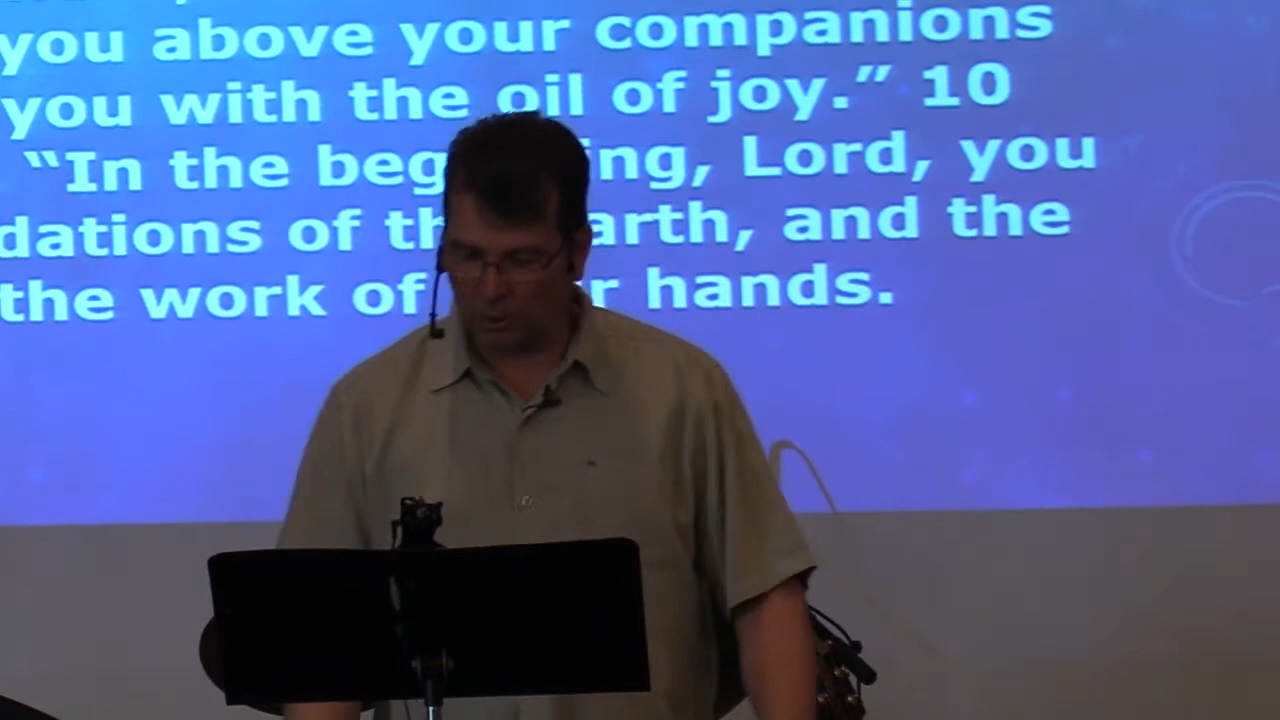 you above your companions
you with the oil of joy.” 10
“In the beg ing, Lord, you
dations of th arth, and the
the work of r hands.